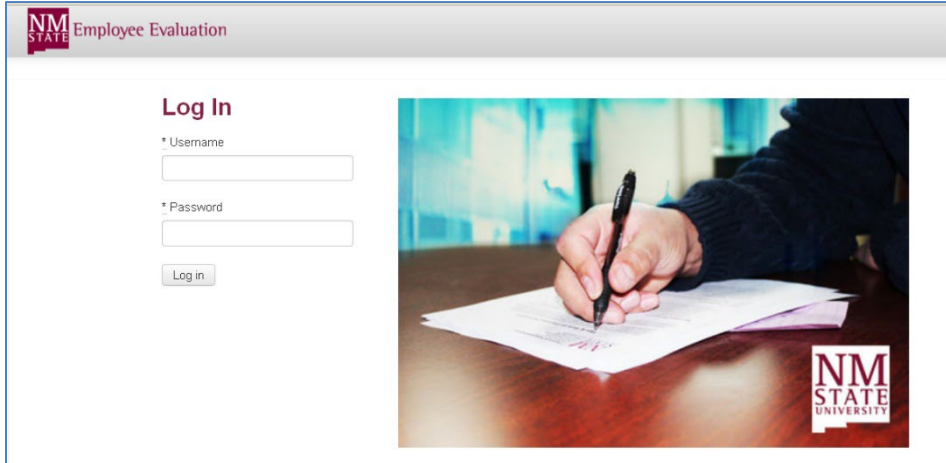 NM
STATE
Employee Evaluation
Log In
* Username
* Password
Log in
NM
STATE
UNIVERSITY